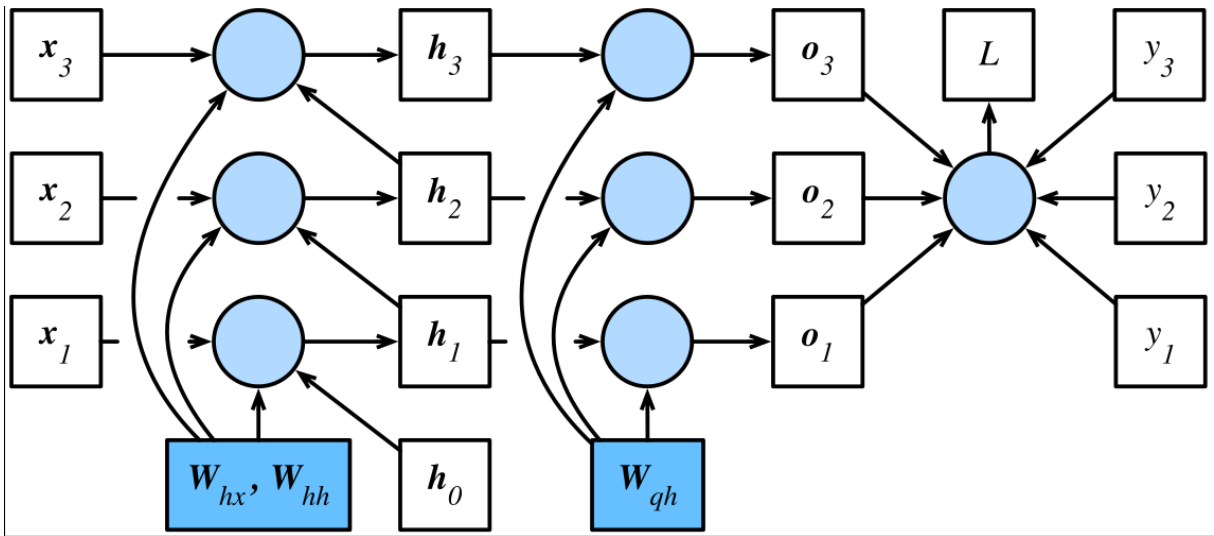 x3 h3 o3 L y3
x2 h2 o2 y2
x1 h1 o1 y1
Whx, Whh h0 Wqh